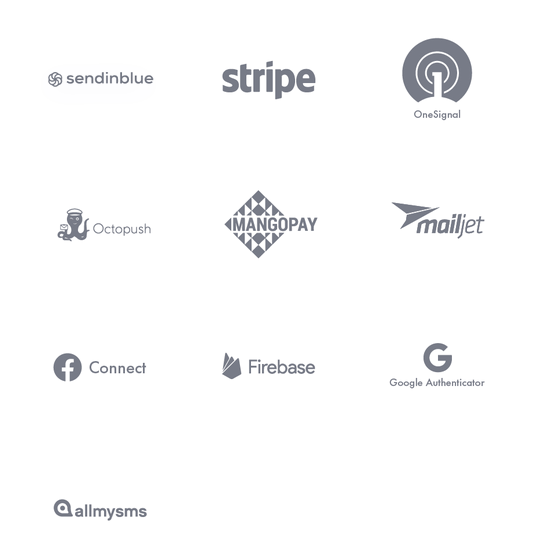 sendinblue
stripe
OneSignal
Octopush
MANGOPAY
mailjet
Connect
Firebase
Google Authenticator
allmysms